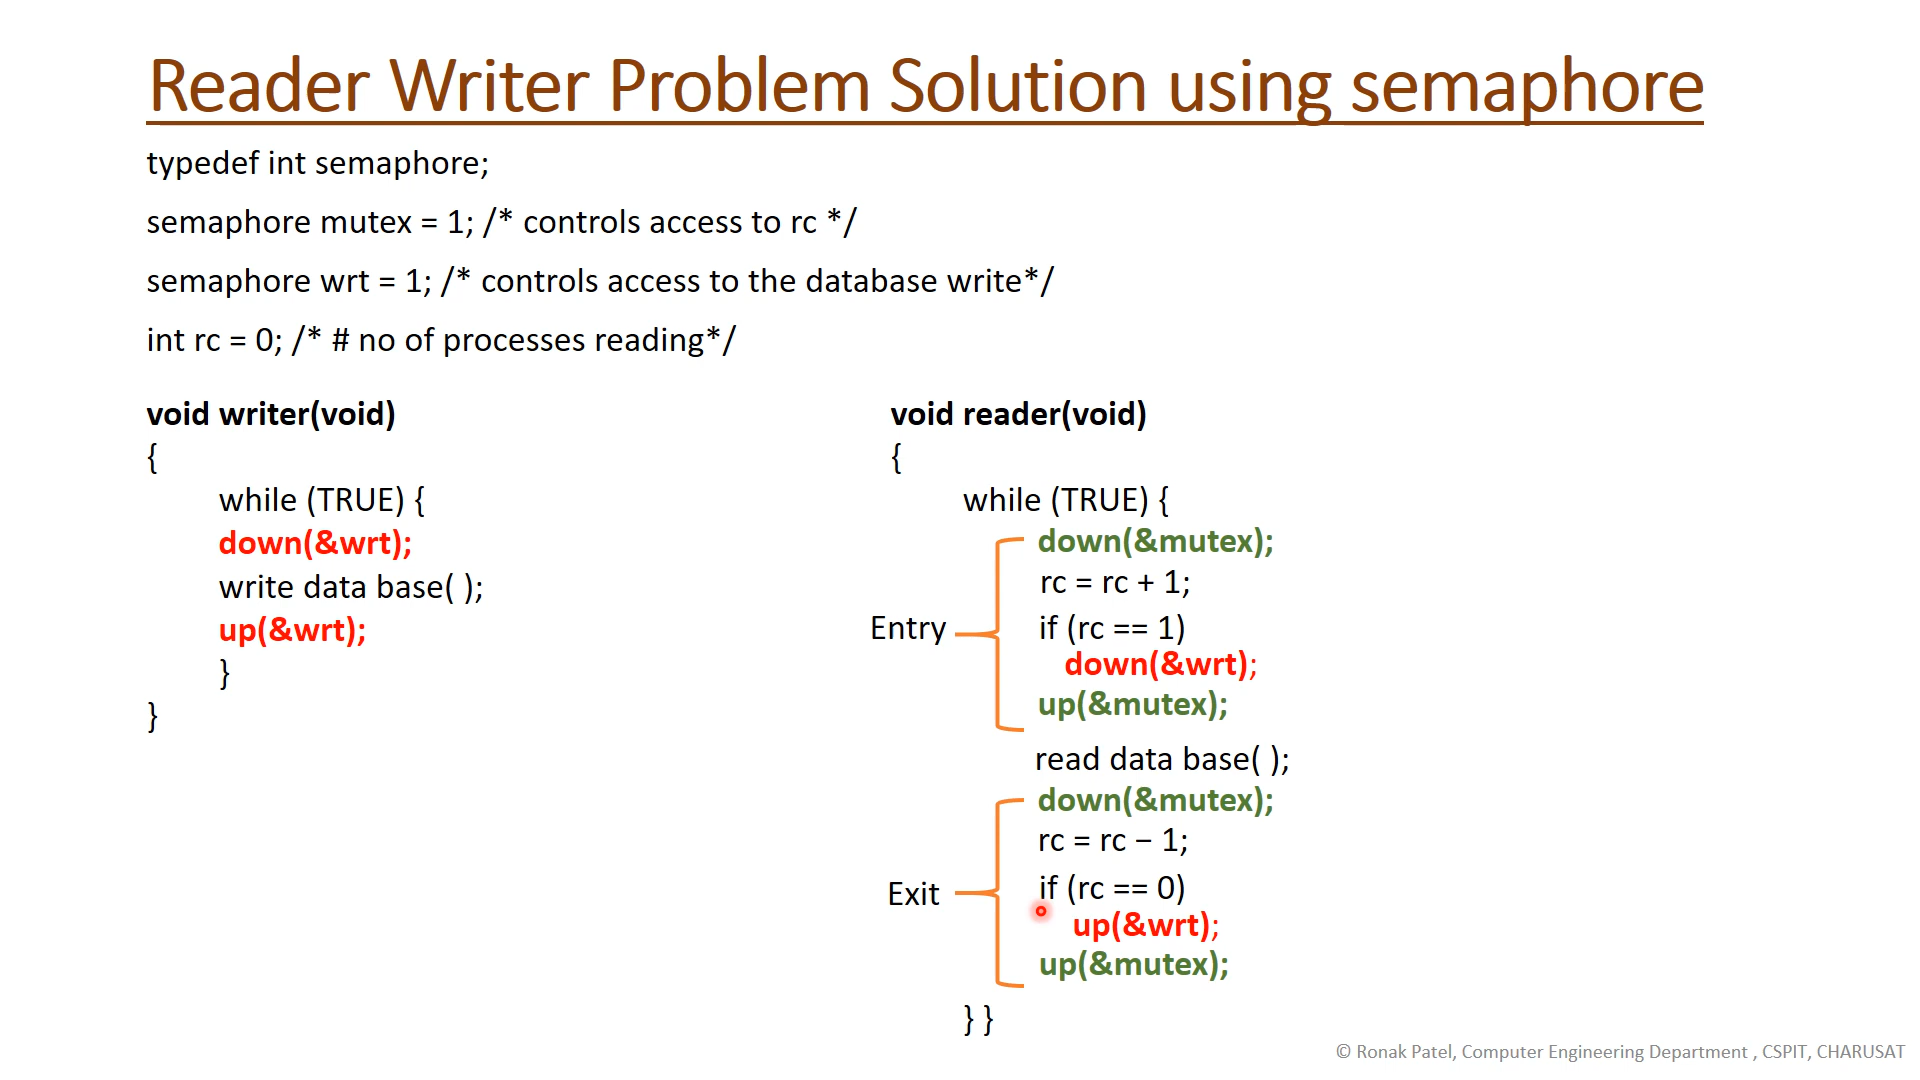 Reader Writer Problem Solution using semaphore
typedef int semaphore;
semaphore mutex = 1; /* controls access to rc */
semaphore wrt = 1; /* controls access to the database write*/
int rc = 0; /* # no of processes reading*/
void writer(void)
{
while (TRUE) {
down(&wrt);
write data base( );
up(&wrt);
}
}
void reader(void)
{
while (TRUE) {
down(&mutex);
rc = rc + 1;
Entry
if (rc == 1)
down(&wrt);
up(&mutex);
read data base( );
down(&mutex);
rc = rc − 1;
Exit
if (rc == 0)
up(&wrt);
up(&mutex);
} }
© Ronak Patel, Computer Engineering Department , CSPIT, CHARUSAT